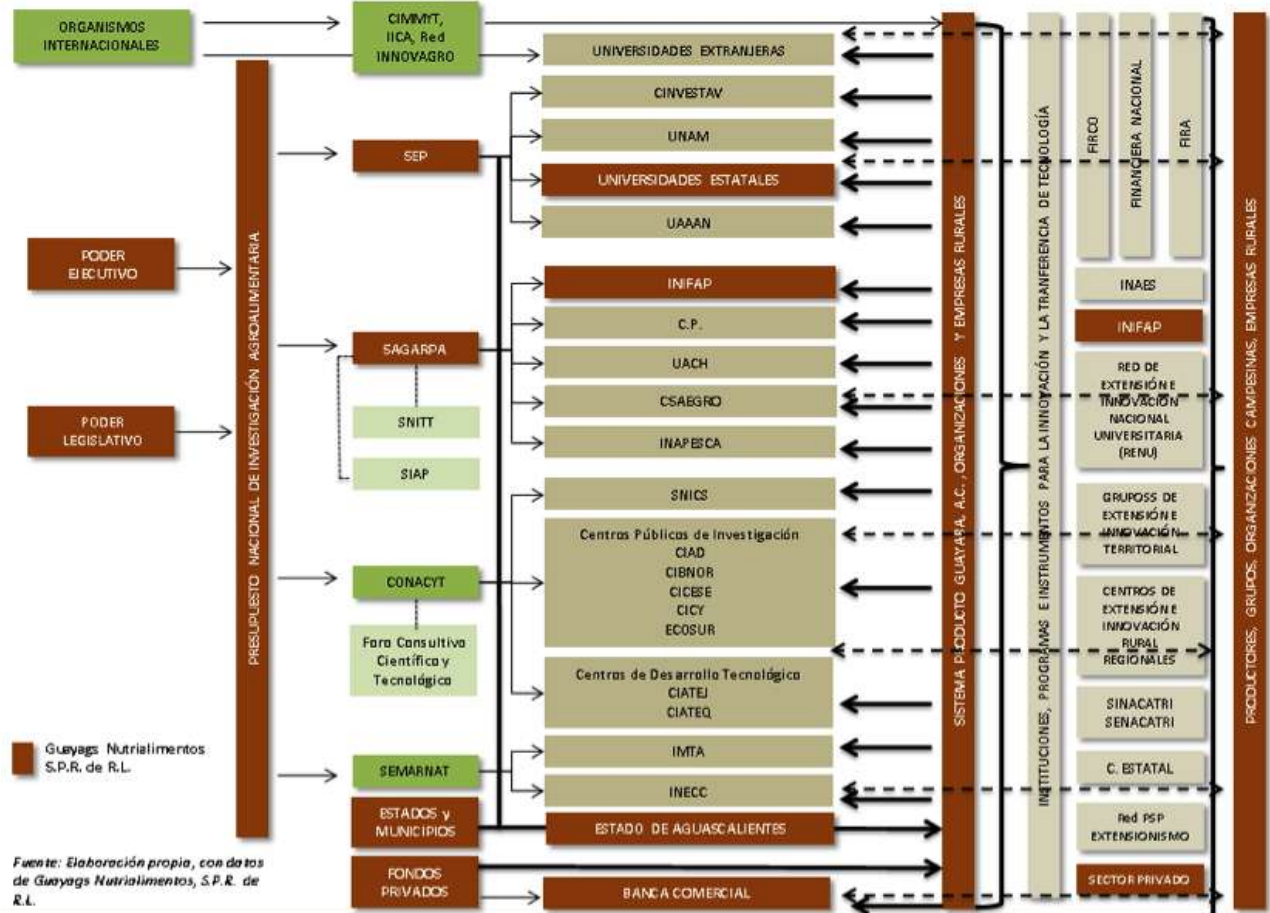 ORGANISMOS
INTERNACIONALES
CIMMYT,
IICA, Red
INNOVAGRO
UNIVERSIDADES EXTRANJERAS
CINVESTAV
UNAM
SEP
UNIVERSIDADES ESTATALES
UAAAN
PODER
EJECUTIVO
PODER
LEGISLATIVO
PRESUPUESTO NACIONAL DE INVESTIGACIÓN AGROALIMENTARIA
INIFAP
C.P.
SAGARPA
UACH
CSAEGRO
SNITT
INAPESCA
SIAP
SNICS
Centros Públicos de Investigación
CIAD
CIBNOR
CICESE
CICY
ECOSUR
CONACYT
Foro Consultivo
Científico y
Tecnológico
Centros de Desarrollo Tecnológico
CIATEJ
CIATEQ
IMTA
SEMARNAT
INECC
ESTADOS y
MUNICIPIOS
ESTADO DE AGUASCALIENTES
FONDOS
PRIVADOS
BANCA COMERCIAL
SISTEMA PRODUCTO GUAYABA, A.C., ORGANIZACIONES Y EMPRESAS RURALES
INSTITUCIONES, PROGRAMAS E INSTRUMENTOS PARA LA INNOVACIÓN Y LA TRANFERENCIA DE TECNOLOGÍA
FIRCO
FINANCIERA NACIONAL
FIRA
INAES
INIFAP
RED DE
EXTENSIÓN E
INNOVACIÓN
NACIONAL
UNIVERSITARIA
(RENU)
GRUPOSS DE
EXTENSIÓN E
INNOVACIÓN
TERRITORIAL
CENTROS DE
EXTENSIÓN E
INNOVACIÓN
RURAL
REGIONALES
SINACATRI
SENACATRI
C. ESTATAL
Red PSP
EXTENSIONISMO
SECTOR PRIVADO
PRODUCTORES, GRUPOS, ORGANIZACIONES CAMPESINAS, EMPRESAS RURALES
Guayags Nutrialimentos
S.P.R. de R.L.
Fuente: Elaboración propia, con datos
de Guayags Nutrialimentos, S.P.R. de
R.L.